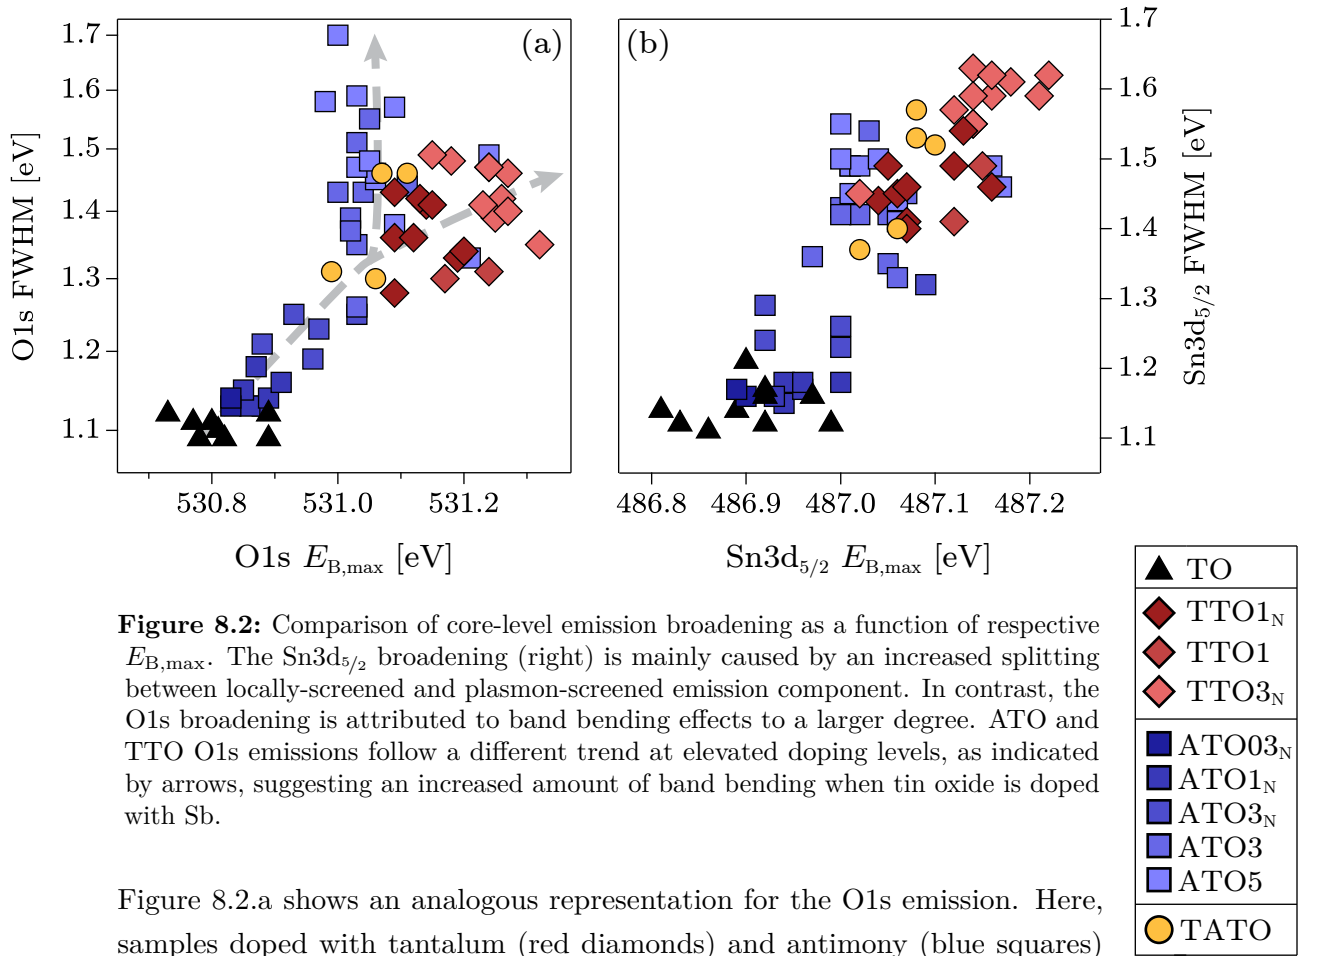 (a)
1.7
1.6
1.5
1.4
1.3
1.2
1.1
O1s FWHM [eV]
530.8 531.0 531.2
O1s E_B,max [eV]
(b)
1.7
1.6
1.5
1.4
1.3
1.2
1.1
Sn3d5/2 FWHM [eV]
486.8 486.9 487.0 487.1 487.2
Sn3d5/2 E_B,max [eV]
TO
TTO1N
TTO1
TTO3N
ATO03N
ATO1N
ATO3N
ATO3
ATO5
TATO
Figure 8.2: Comparison of core-level emission broadening as a function of respective
E_B,max. The Sn3d5/2 broadening (right) is mainly caused by an increased splitting
between locally-screened and plasmon-screened emission component. In contrast, the
O1s broadening is attributed to band bending effects to a larger degree. ATO and
TTO O1s emissions follow a different trend at elevated doping levels, as indicated
by arrows, suggesting an increased amount of band bending when tin oxide is doped
with Sb.
Figure 8.2.a shows an analogous representation for the O1s emission. Here,
samples doped with tantalum (red diamonds) and antimony (blue squares)